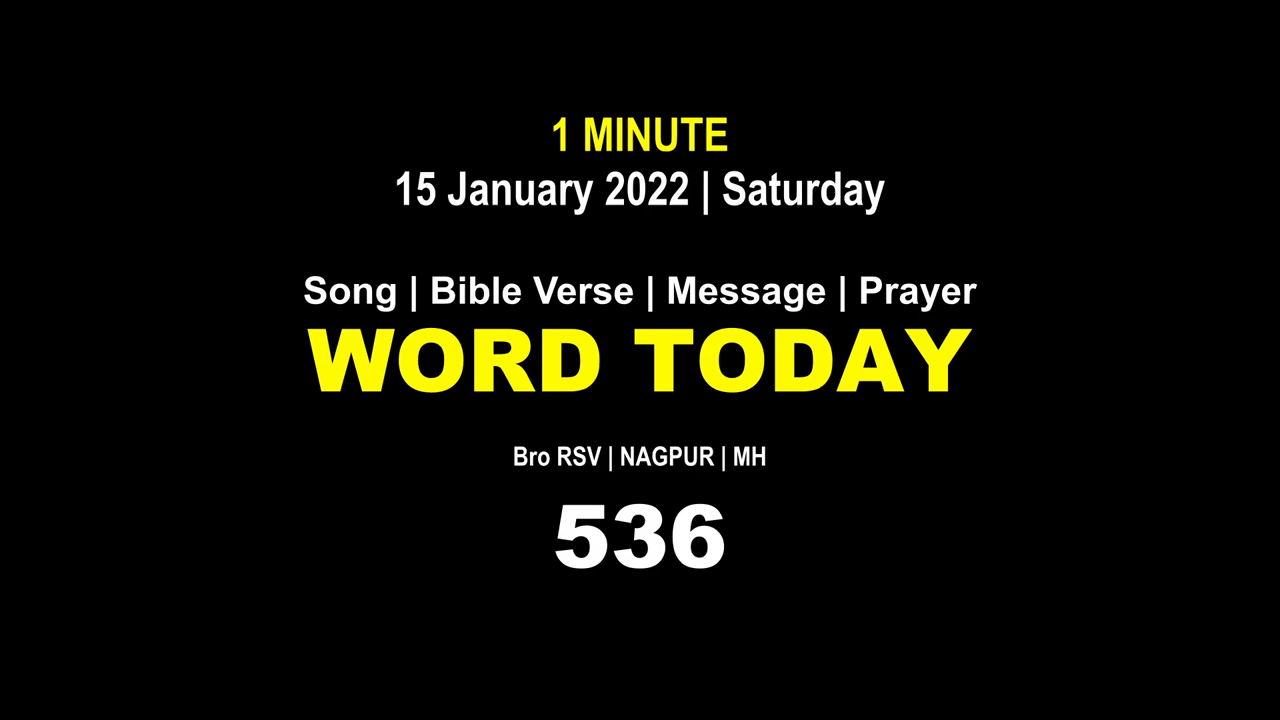 1 MINUTE
15 January 2022 | Saturday
Song | Bible Verse | Message | Prayer
WORD TODAY
Bro RSV | NAGPUR | MH
536